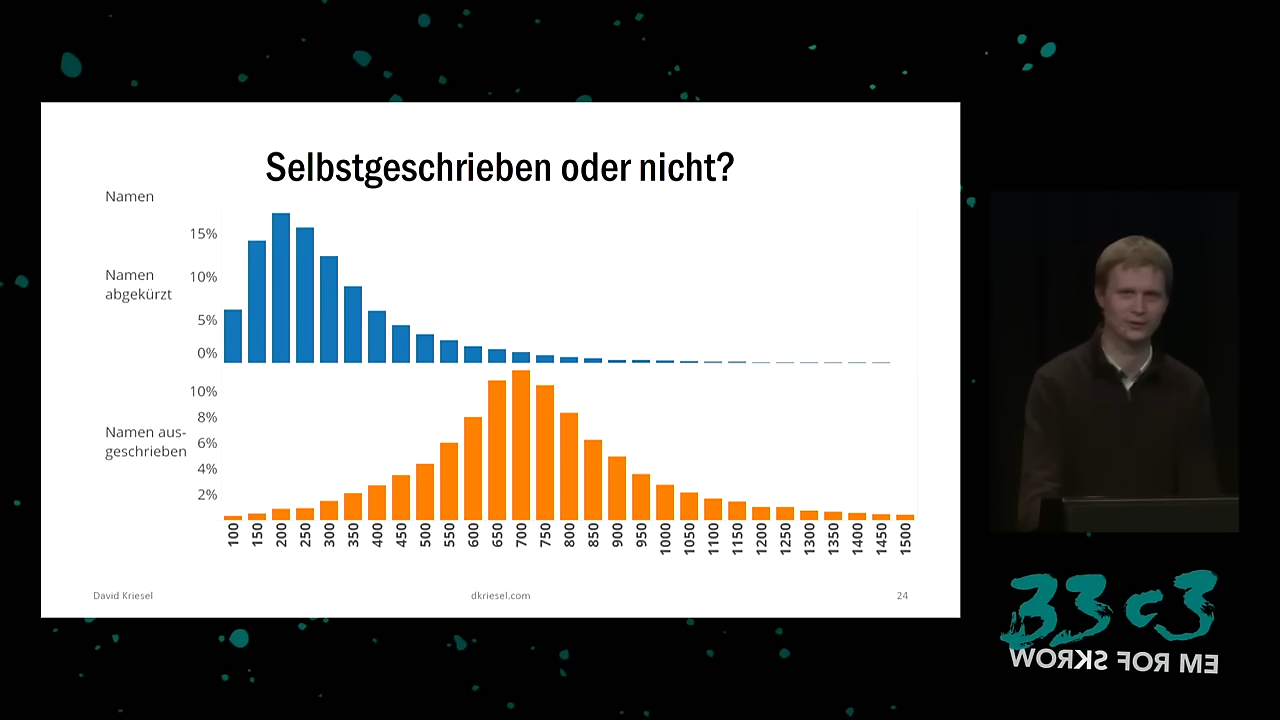 Selbstgeschrieben oder nicht?
Namen
15%
Namen
abgekürzt
10%
5%
0%
10%
8%
Namen aus-
geschrieben
6%
4%
2%
100 150 200 250 300 350 400 450 500 550 600 650 700 750 800 850 900 950 1000 1050 1100 1150 1200 1250 1300 1350 1400 1450 1500
David Kriesel dkriesel.com 24
33c3
WORKS FOR ME